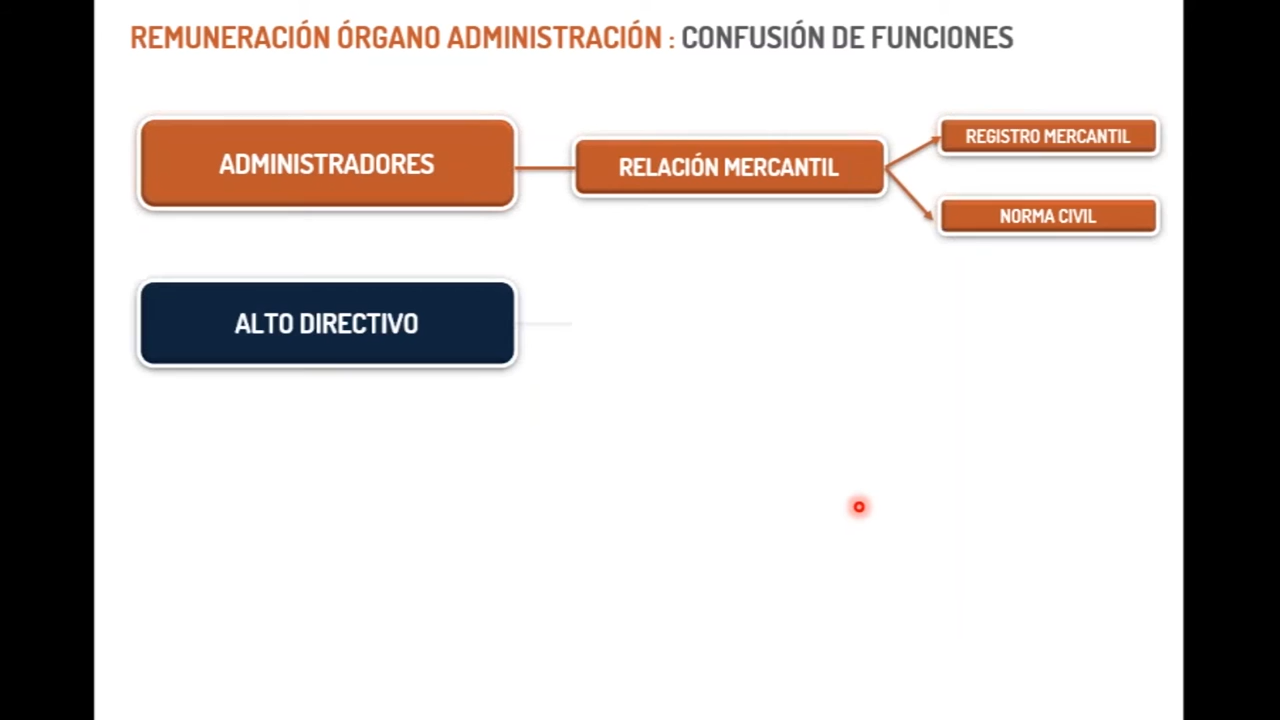 REMUNERACIÓN ÓRGANO ADMINISTRACIÓN : CONFUSIÓN DE FUNCIONES
ADMINISTRADORES
RELACIÓN MERCANTIL
REGISTRO MERCANTIL
NORMA CIVIL
ALTO DIRECTIVO